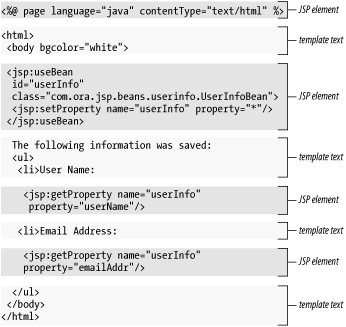 <%@ page language="java" contentType="text/html" %>
JSP element
<html>
<body bgcolor="white">
template text
<jsp:useBean
id="userInfo"
class="com.ora.jsp.beans.userinfo.UserInfoBean">
<jsp:setProperty name="userInfo" property="*"/>
</jsp:useBean>
JSP element
The following information was saved:
<ul>
<li>User Name:
template text
<jsp:getProperty name="userInfo"
property="userName"/>
JSP element
<li>Email Address:
template text
<jsp:getProperty name="userInfo"
property="emailAddr"/>
JSP element
</ul>
</body>
</html>
template text